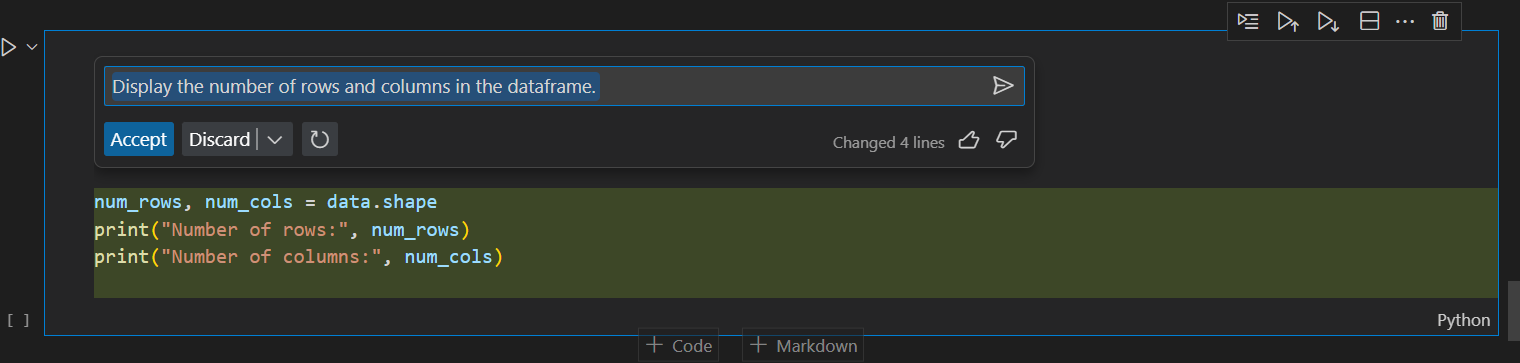 Display the number of rows and columns in the dataframe.
Accept Discard Changed 4 lines
num_rows, num_cols = data.shape
print("Number of rows:", num_rows)
print("Number of columns:", num_cols)
[ ] Python
+ Code + Markdown